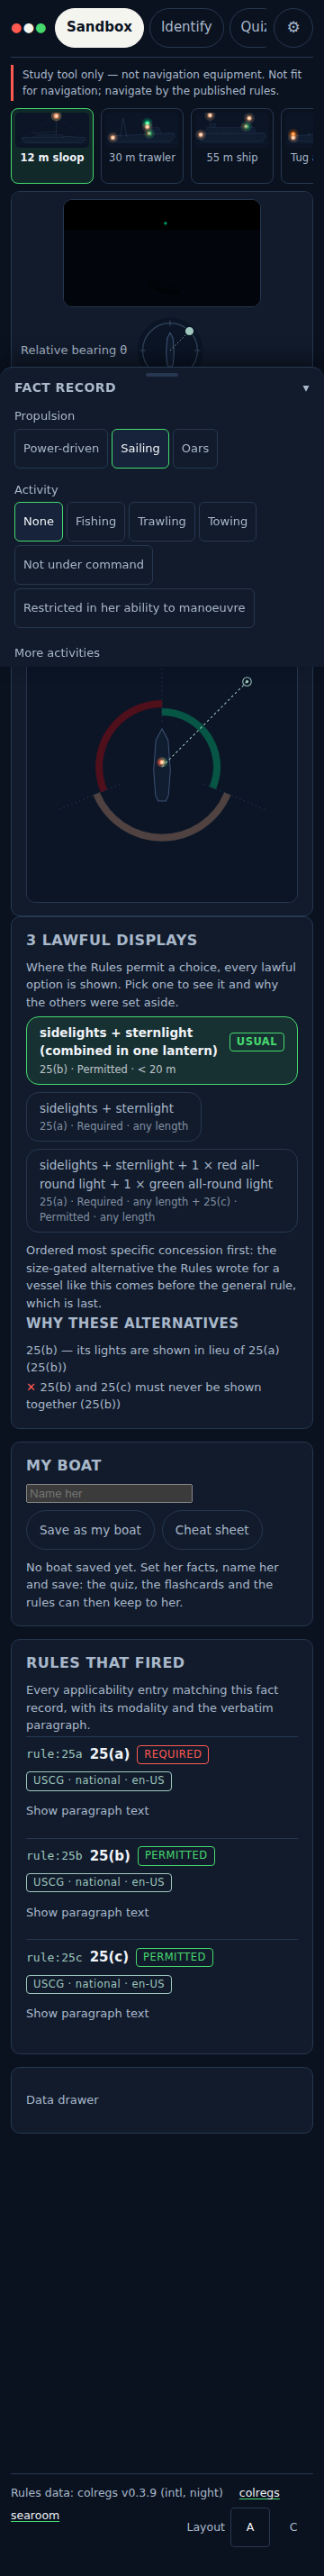 Sandbox
Identify
Qui
⚙
Study tool only — not navigation equipment. Not fit
for navigation; navigate by the published rules.
12 m sloop
30 m trawler
55 m ship
Tug
Relative bearing θ
FACT RECORD ▾
Propulsion
Power-driven
Sailing
Oars
Activity
None
Fishing
Trawling
Towing
Not under command
Restricted in her ability to manoeuvre
More activities
3 LAWFUL DISPLAYS
Where the Rules permit a choice, every lawful
option is shown. Pick one to see it and why
the others were set aside.
sidelights + sternlight
(combined in one lantern)
USUAL
25(b) · Permitted · < 20 m
sidelights + sternlight
25(a) · Required · any length
sidelights + sternlight + 1 × red all-
round light + 1 × green all-round light
25(a) · Required · any length + 25(c) ·
Permitted · any length
Ordered most specific concession first: the
size-gated alternative the Rules wrote for a
vessel like this comes before the general rule,
which is last.
WHY THESE ALTERNATIVES
25(b) — its lights are shown in lieu of 25(a)
(25(b))
✕ 25(b) and 25(c) must never be shown
together (25(b))
MY BOAT
Name her
Save as my boat
Cheat sheet
No boat saved yet. Set her facts, name her
and save: the quiz, the flashcards and the
rules can then keep to her.
RULES THAT FIRED
Every applicability entry matching this fact
record, with its modality and the verbatim
paragraph.
rule:25a 25(a) REQUIRED
USCG · national · en-US
Show paragraph text
rule:25b 25(b) PERMITTED
USCG · national · en-US
Show paragraph text
rule:25c 25(c) PERMITTED
USCG · national · en-US
Show paragraph text
Data drawer
Rules data: colregs v0.3.9 (intl, night)
colregs
searoom
Layout A C